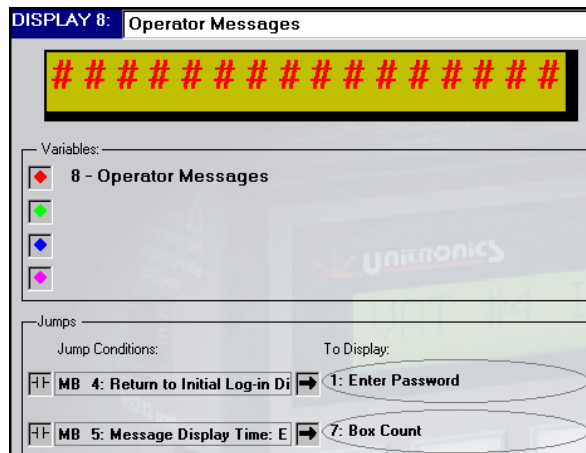 DISPLAY 8: Operator Messages
# # # # # # # # # # # # # # # #
Variables:
8 - Operator Messages
UNITRONICS
Jumps
Jump Conditions: To Display:
MB 4: Return to Initial Log-in Di 1: Enter Password
MB 5: Message Display Time: E 7: Box Count